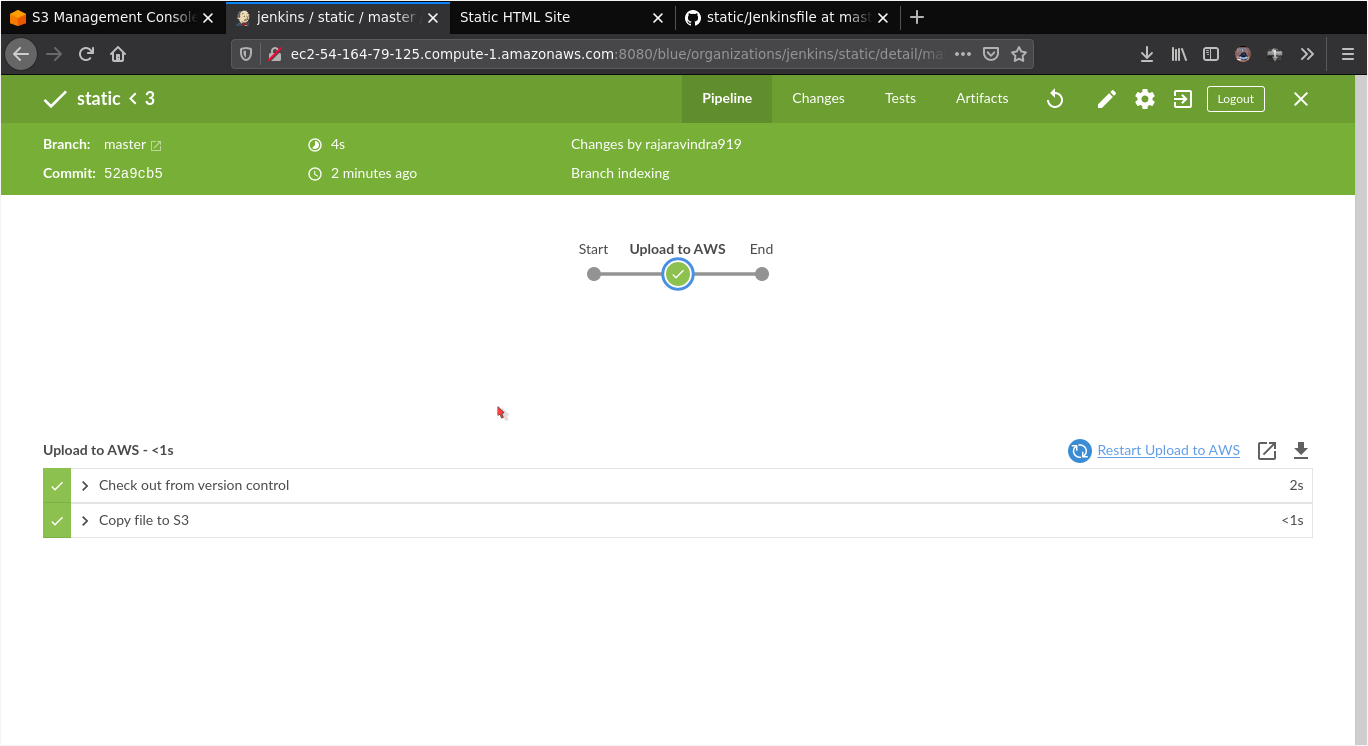 S3 Management Console
jenkins / static / master
Static HTML Site
static/Jenkinsfile at mast
ec2-54-164-79-125.compute-1.amazonaws.com:8080/blue/organizations/jenkins/static/detail/ma
static < 3
Pipeline
Changes
Tests
Artifacts
Logout
Branch: master
4s
Changes by rajaravindra919
Commit: 52a9cb5
2 minutes ago
Branch indexing
Start
Upload to AWS
End
Upload to AWS - <1s
Restart Upload to AWS
Check out from version control
2s
Copy file to S3
<1s